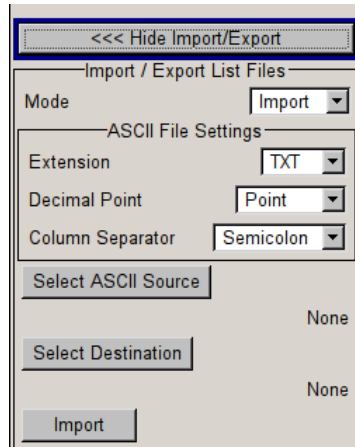 <<< Hide Import/Export
Import / Export List Files
Mode Import
ASCII File Settings
Extension TXT
Decimal Point Point
Column Separator Semicolon
Select ASCII Source
None
Select Destination
None
Import